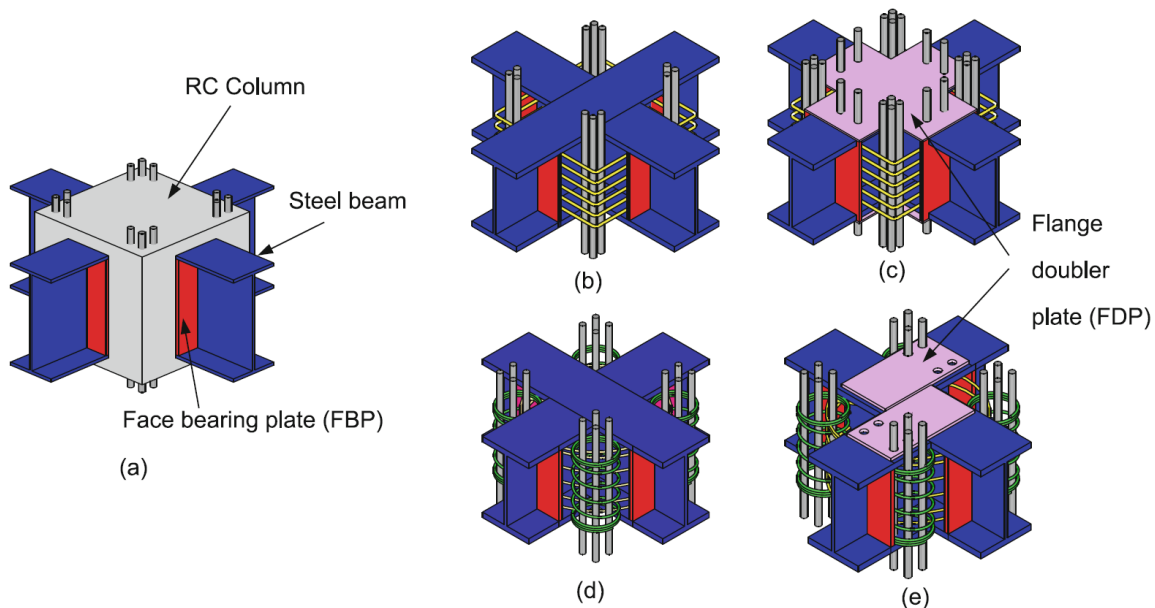 RC Column
Steel beam
Face bearing plate (FBP)
(a)
(b)
(c)
Flange
doubler
plate (FDP)
(d)
(e)